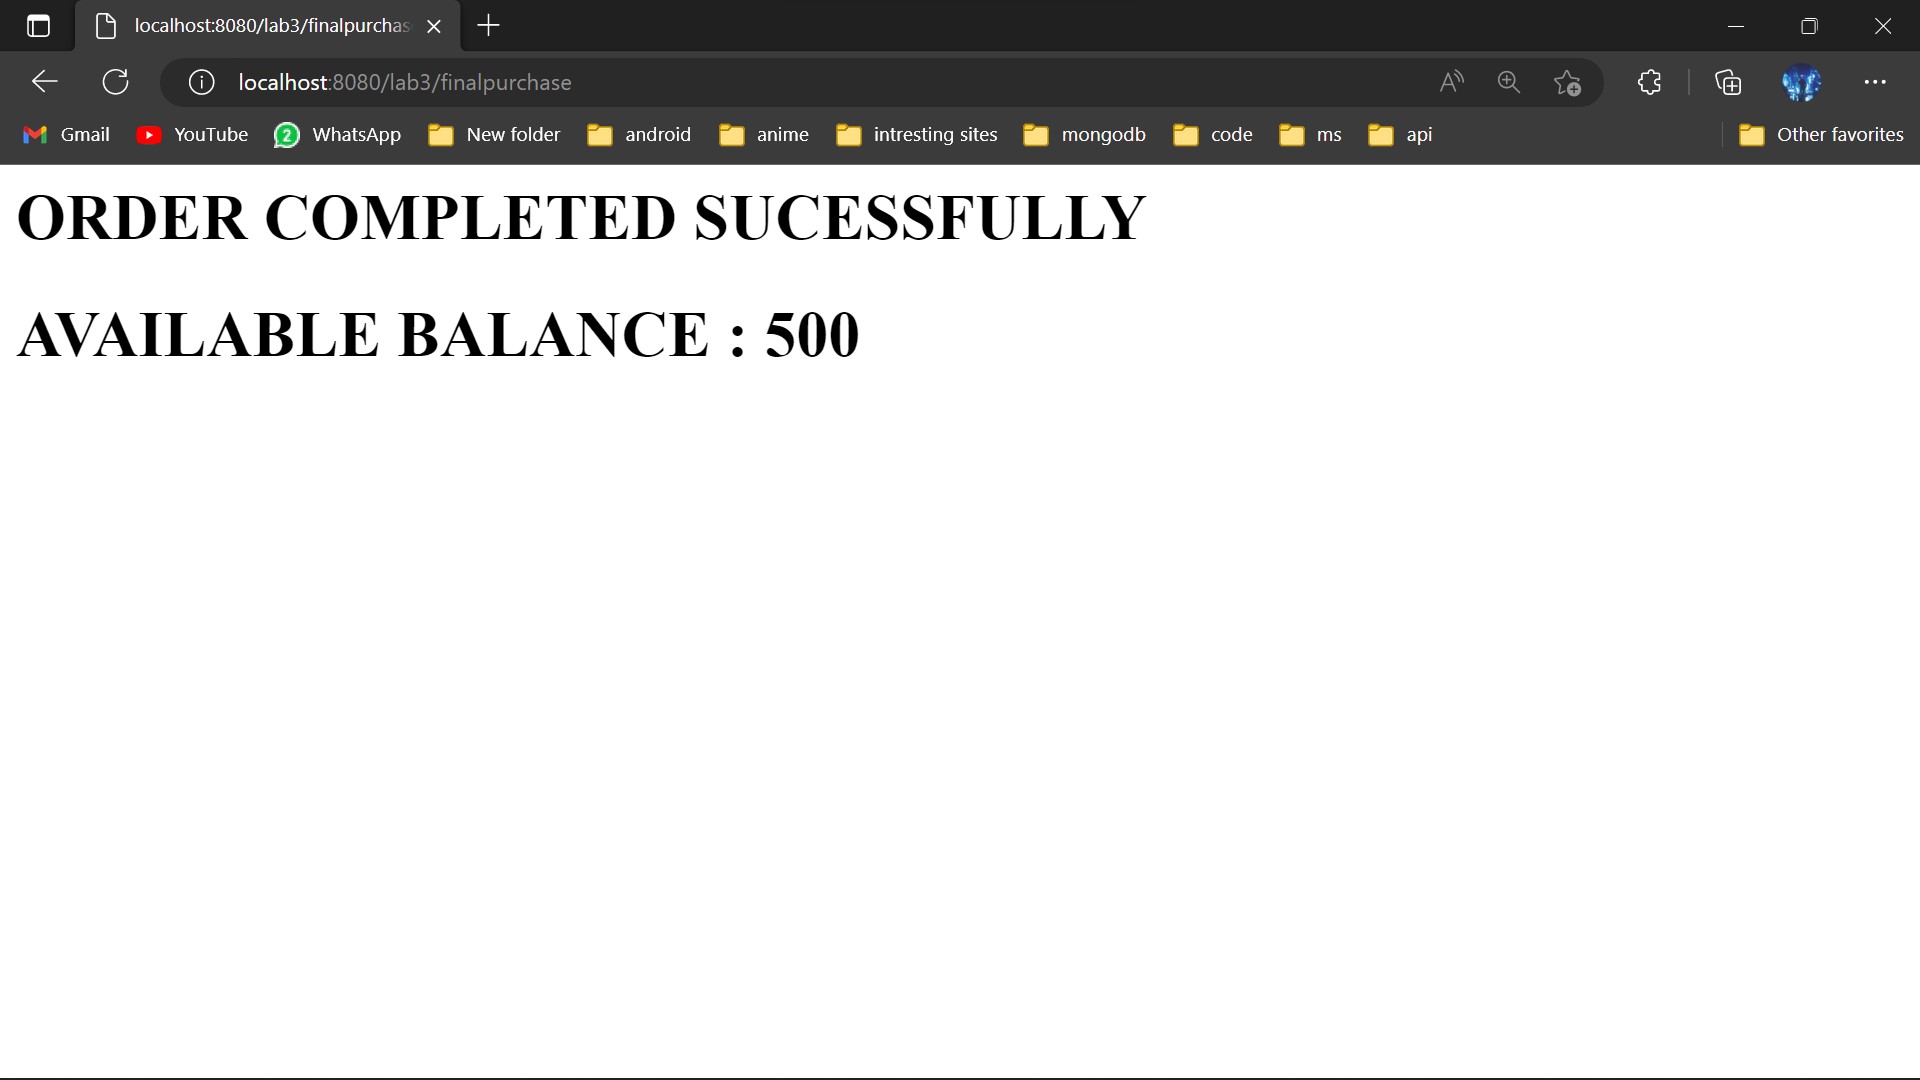 localhost:8080/lab3/finalpurchas
localhost:8080/lab3/finalpurchase
Gmail YouTube 2 WhatsApp New folder android anime intresting sites mongodb code ms api Other favorites
ORDER COMPLETED SUCESSFULLY
AVAILABLE BALANCE : 500